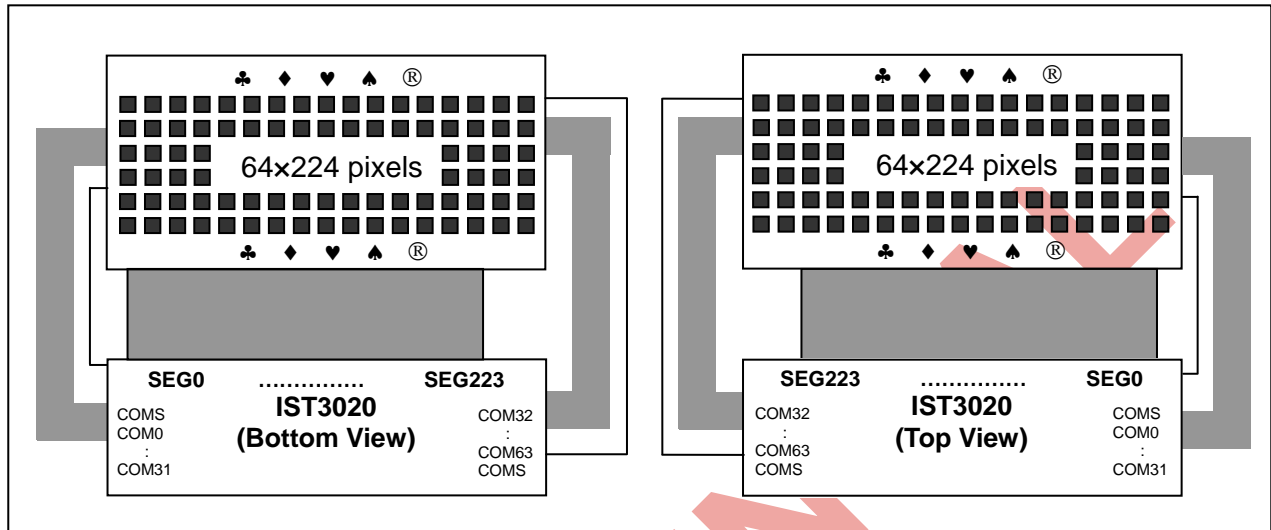 ♣ ♦ ♥ ♠ ®
64×224 pixels
♣ ♦ ♥ ♠ ®
SEG0 ............... SEG223
IST3020
(Bottom View)
COMS
COM0
:
COM31
COM32
:
COM63
COMS
♣ ♦ ♥ ♠ ®
64×224 pixels
♣ ♦ ♥ ♠ ®
SEG223 ............... SEG0
IST3020
(Top View)
COM32
:
COM63
COMS
COMS
COM0
:
COM31